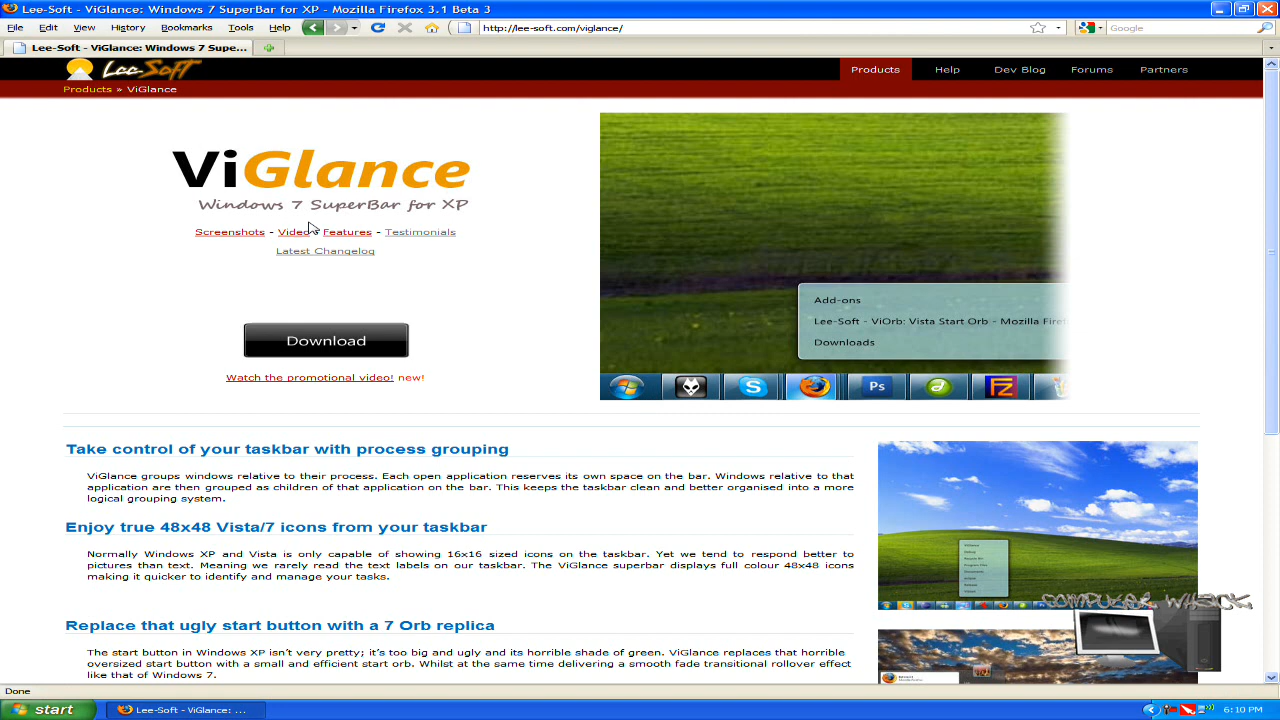 Lee-Soft - ViGlance: Windows 7 SuperBar for XP - Mozilla Firefox 3.1 Beta 3
File Edit View History Bookmarks Tools Help
http://lee-soft.com/viglance/
Google
Lee-Soft - ViGlance: Windows 7 Supe...
Lee-Soft
Products Help Dev Blog Forums Partners
Products » ViGlance
ViGlance
Windows 7 SuperBar for XP
Screenshots - Video - Features - Testimonials
Latest Changelog
Download
Watch the promotional video! new!
Add-ons
Lee-Soft - ViOrb: Vista Start Orb - Mozilla Firef
Downloads
Ps
Fz
Take control of your taskbar with process grouping
ViGlance groups windows relative to their process. Each open application reserves its own space on the bar. Windows relative to that
application are then grouped as children of that application on the bar. This keeps the taskbar clean and better organised into a more
logical grouping system.
Enjoy true 48x48 Vista/7 icons from your taskbar
Normally Windows XP and Vista is only capable of showing 16x16 sized icons on the taskbar. Yet we tend to respond better to
pictures than text. Meaning we rarely read the text labels on our taskbar. The ViGlance superbar displays full colour 48x48 icons
making it quicker to identify and manage your tasks.
Replace that ugly start button with a 7 Orb replica
The start button in Windows XP isn't very pretty; it's too big and ugly and its horrible shade of green. ViGlance replaces that horrible
oversized start button with a small and efficient start orb. Whilst at the same time delivering a smooth fade transitional rollover effect
like that of Windows 7.
COMPUTER WHACK
Done
start
Lee-Soft - ViGlance: ...
6:10 PM